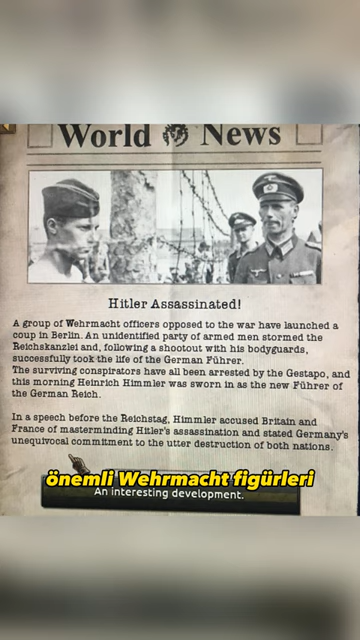 World News
Hitler Assassinated!
A group of Wehrmacht officers opposed to the war have launched a
coup in Berlin. An unidentified party of armed men stormed the
Reichskanzlei and, following a shootout with his bodyguards,
successfully took the life of the German Führer.
The surviving conspirators have all been arrested by the Gestapo, and
this morning Heinrich Himmler was sworn in as the new Führer of
the German Reich.
In a speech before the Reichstag, Himmler accused Britain and
France of masterminding Hitler's assassination and stated Germany's
unequivocal commitment to the utter destruction of both nations.
önemli Wehrmacht figürleri
An interesting development.